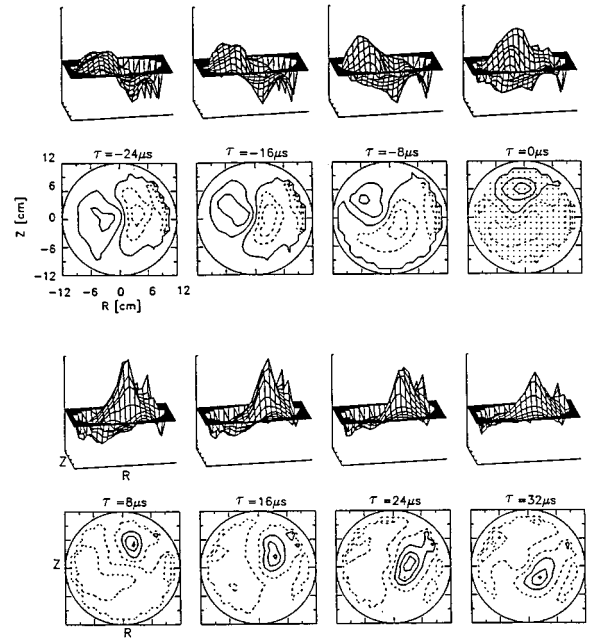 τ=−24μs
τ=−16μs
τ=−8μs
τ=0μs
12
6
0
−6
−12
Z [cm]
−12 −6 0 6 12
R [cm]
Z
R
τ=8μs
τ=16μs
τ=24μs
τ=32μs
Z
R